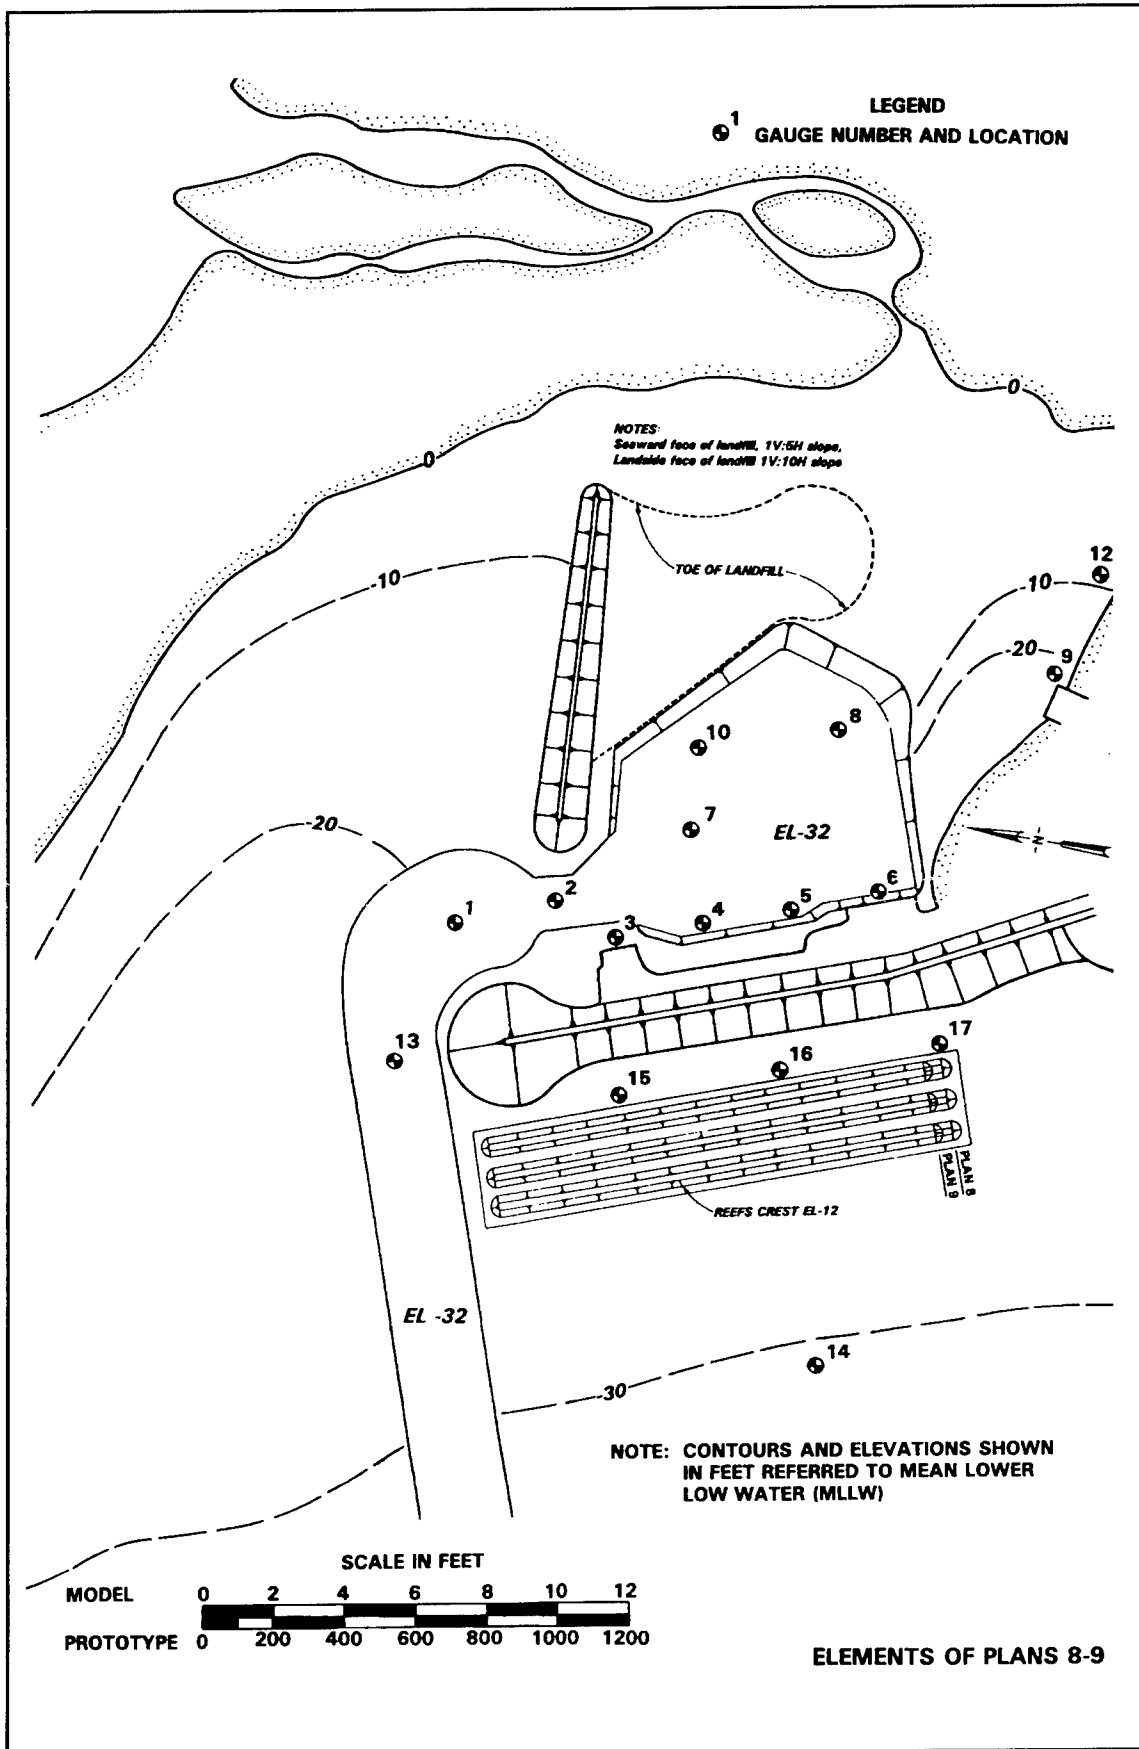 LEGEND
1
GAUGE NUMBER AND LOCATION
0
NOTES:
Seaward face of landfill, 1V:5H slope,
Landside face of landfill 1V:10H slope
0
12
-10
TOE OF LANDFILL
-10
-20
9
8
10
7
EL-32
-20
N
6
2
5
1
4
3
17
13
16
15
PLAN 8
PLAN 9
REEFS CREST EL-12
EL -32
14
-30
NOTE: CONTOURS AND ELEVATIONS SHOWN
IN FEET REFERRED TO MEAN LOWER
LOW WATER (MLLW)
SCALE IN FEET
MODEL 0 2 4 6 8 10 12
PROTOTYPE 0 200 400 600 800 1000 1200
ELEMENTS OF PLANS 8-9